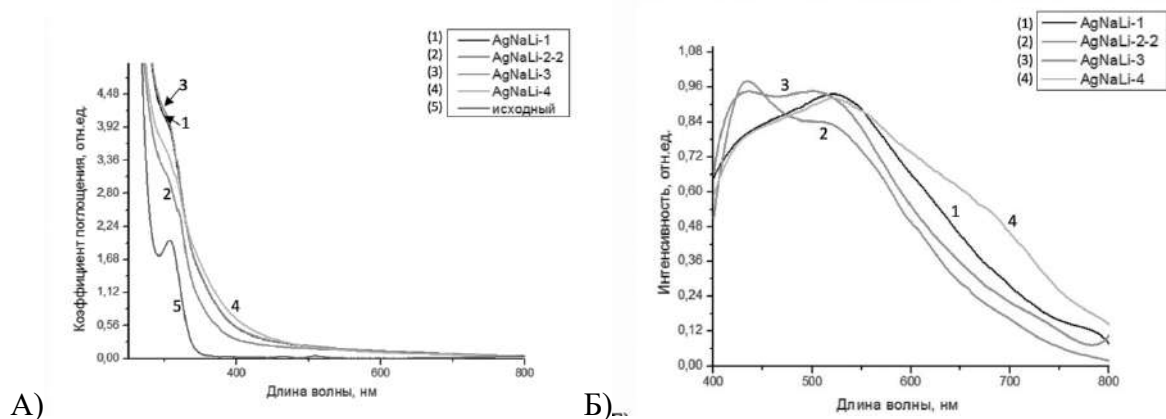 (1) AgNaLi-1
(2) AgNaLi-2-2
(3) AgNaLi-3
(4) AgNaLi-4
(5) исходный
Коэффициент поглощения, отн.ед.
4,48
3,92
3,36
2,80
2,24
1,68
1,12
0,56
0,00
3
1
2
5
4
400
600
800
Длина волны, нм
А)
(1) AgNaLi-1
(2) AgNaLi-2-2
(3) AgNaLi-3
(4) AgNaLi-4
Интенсивность, отн.ед.
1,08
0,96
0,84
0,72
0,60
0,48
0,36
0,24
0,12
0,00
3
2
1
4
400
500
600
700
800
Длина волны, нм
Б)